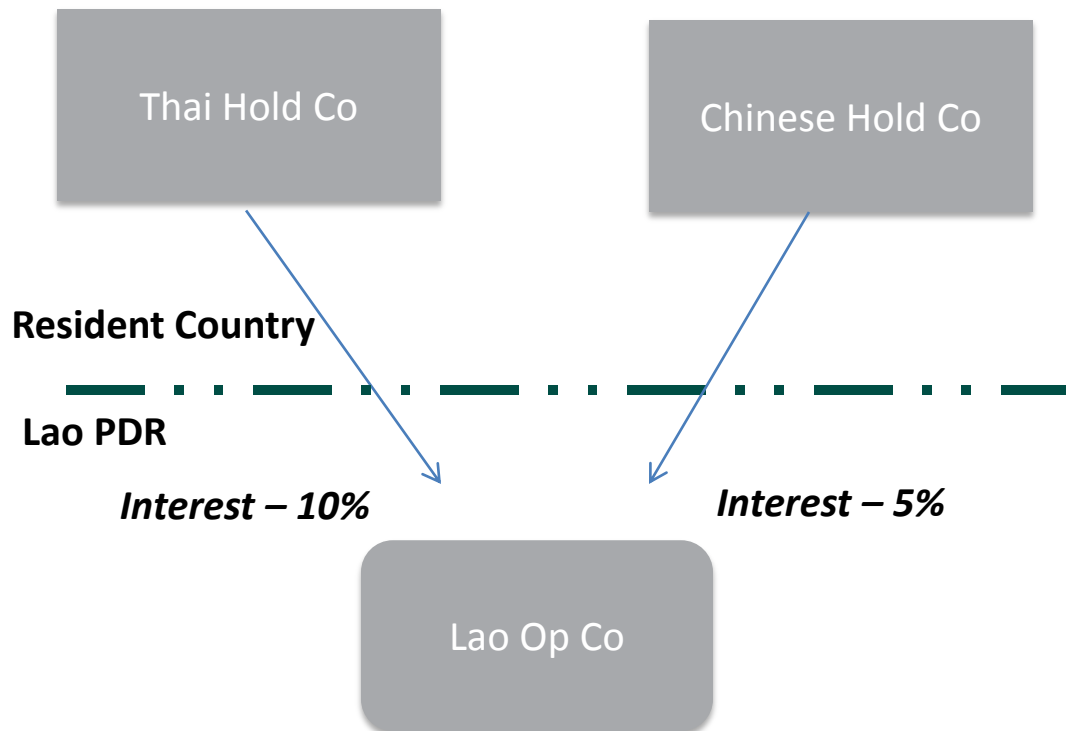 Thai Hold Co
Chinese Hold Co
Resident Country
Lao PDR
Interest – 10%
Interest – 5%
Lao Op Co